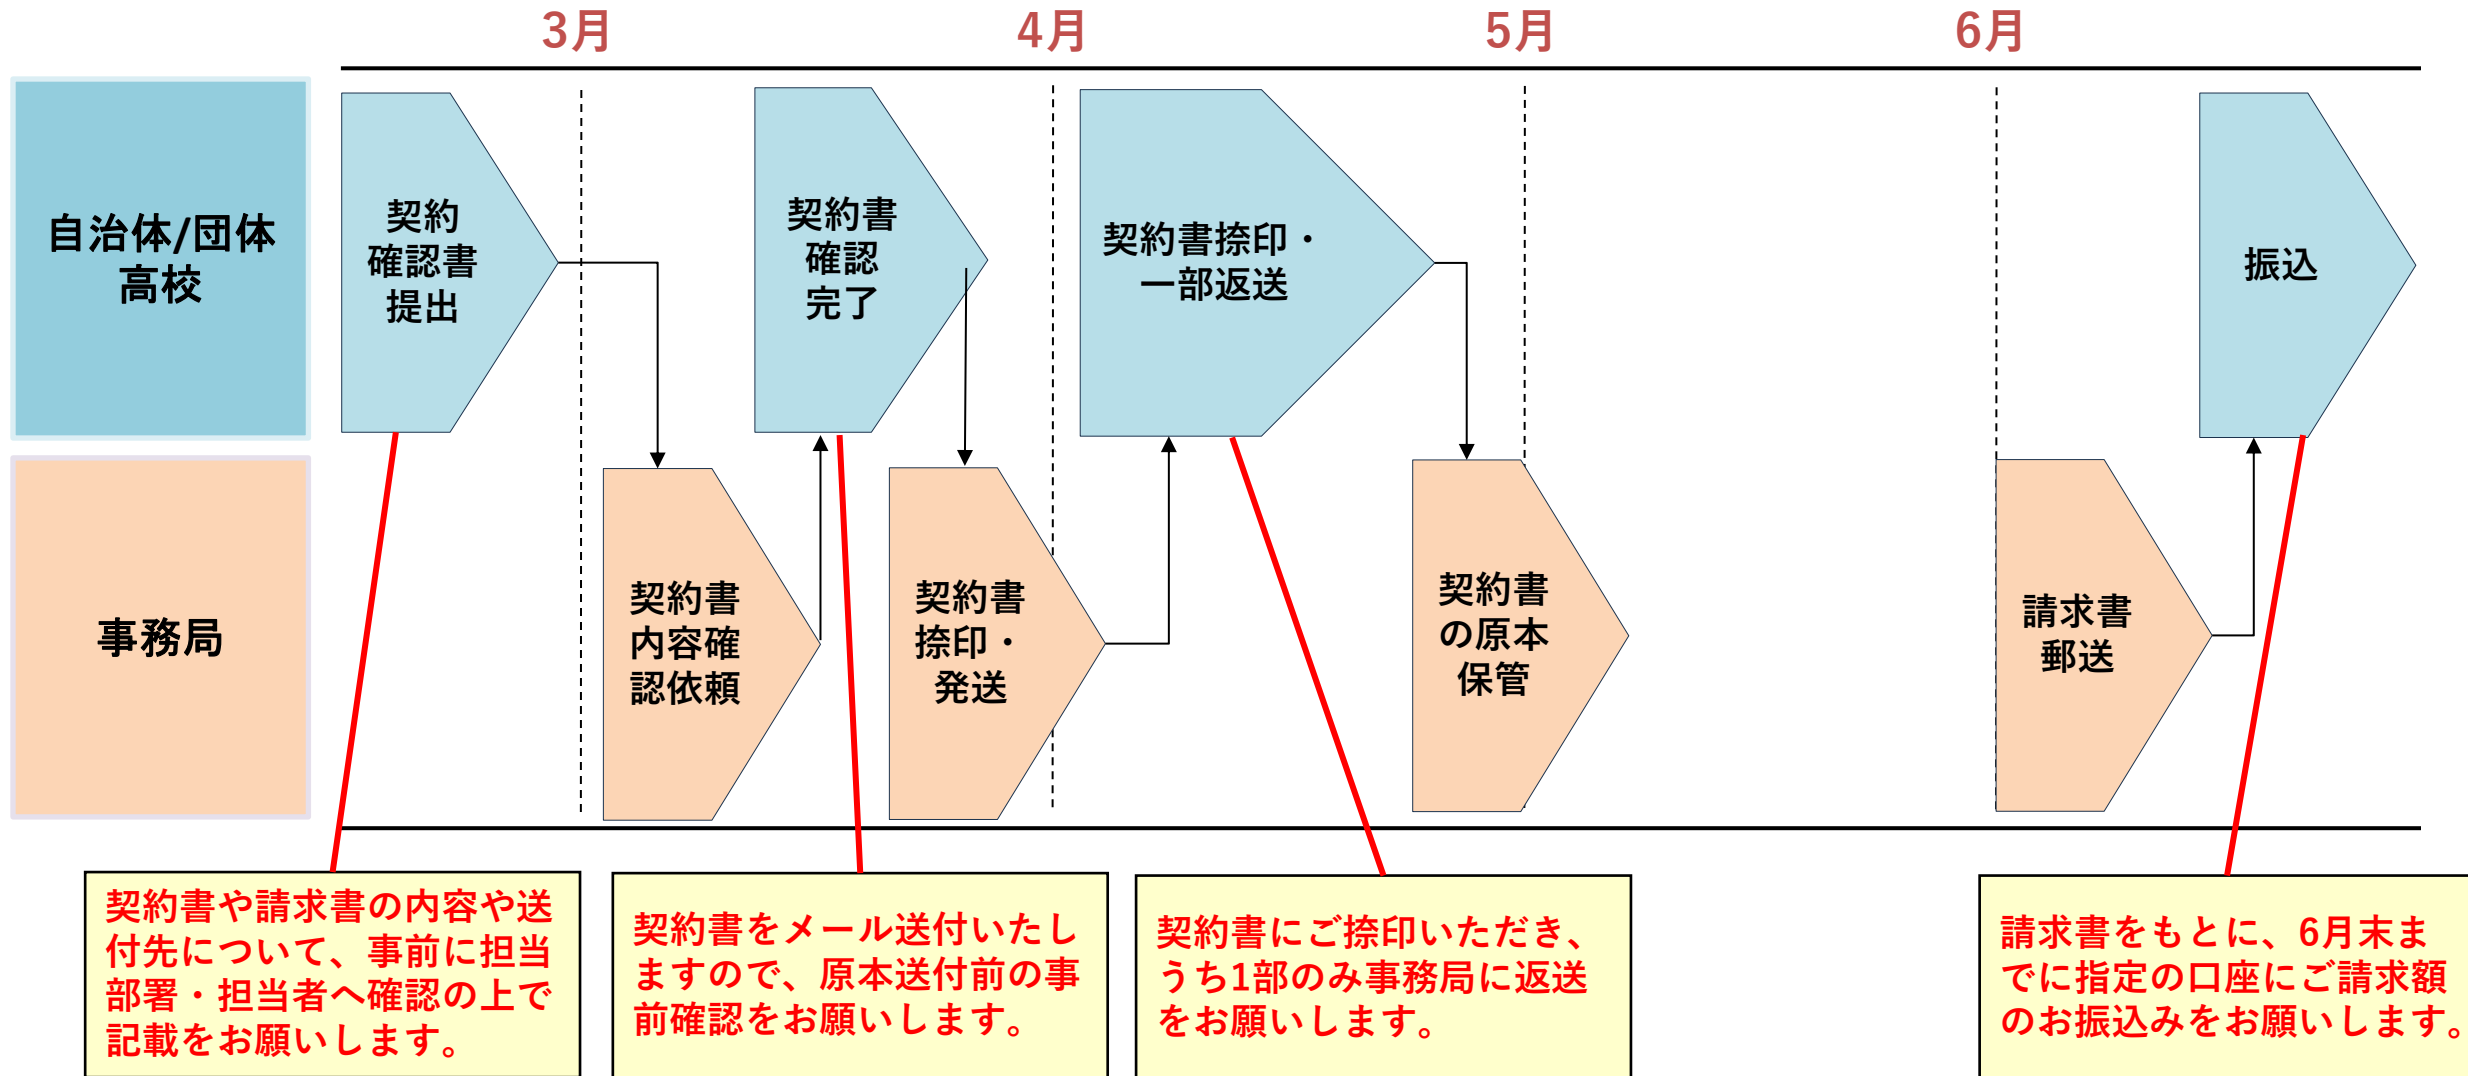 3月
4月
5月
6月
自治体/団体
高校
契約
確認書
提出
契約書
確認
完了
契約書捺印・
一部返送
振込
事務局
契約書
内容確
認依頼
契約書
捺印・
発送
契約書
の原本
保管
請求書
郵送
契約書や請求書の内容や送
付先について、事前に担当
部署・担当者へ確認の上で
記載をお願いします。
契約書をメール送付いたし
ますので、原本送付前の事
前確認をお願いします。
契約書にご捺印いただき、
うち1部のみ事務局に返送
をお願いします。
請求書をもとに、6月末ま
でに指定の口座にご請求額
のお振込みをお願いします。